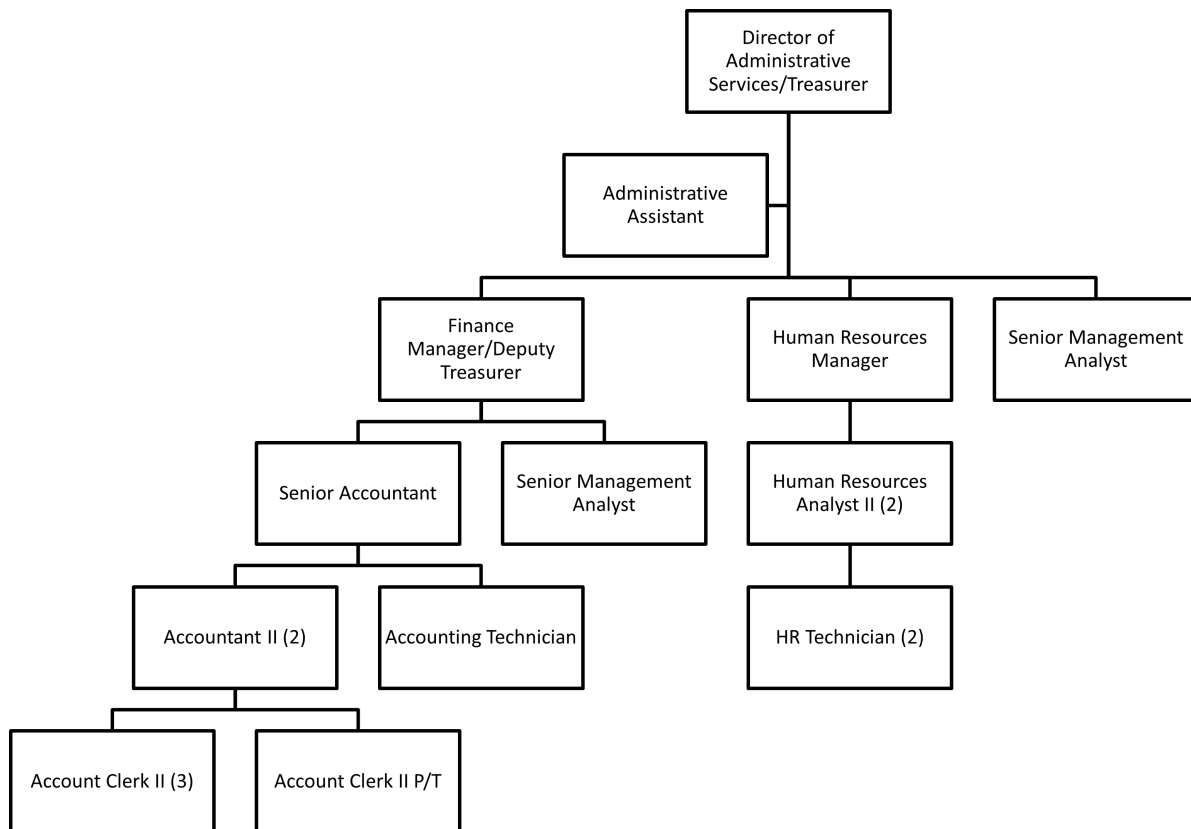 Director of
Administrative
Services/Treasurer
Administrative
Assistant
Finance
Manager/Deputy
Treasurer
Human Resources
Manager
Senior Management
Analyst
Senior Accountant
Senior Management
Analyst
Human Resources
Analyst II (2)
Accountant II (2)
Accounting Technician
HR Technician (2)
Account Clerk II (3)
Account Clerk II P/T